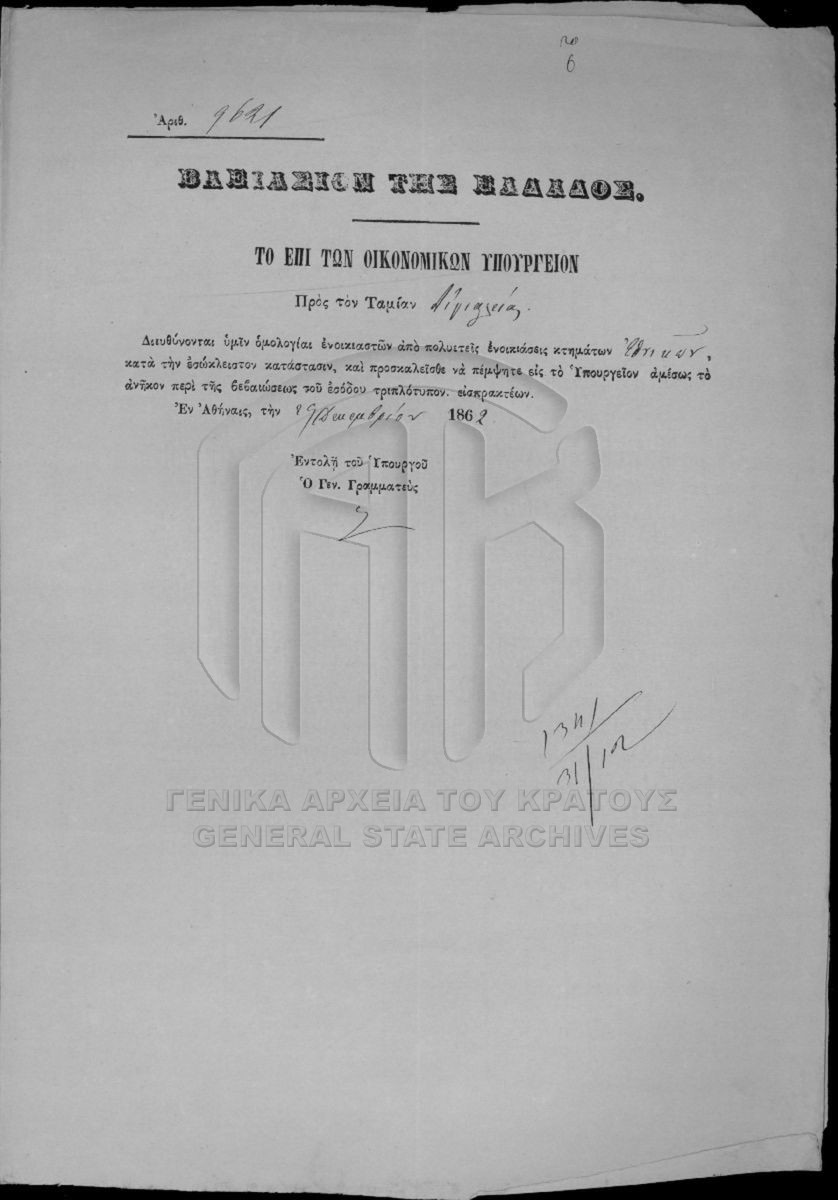 6
Ἀριθ. 9621
ΒΑΣΙΛΕΙΟΝ ΤΗΣ ΕΛΛΑΔΟΣ.
ΤΟ ΕΠΙ ΤΩΝ ΟΙΚΟΝΟΜΙΚΩΝ ΥΠΟΥΡΓΕΙΟΝ
Πρὸς τὸν Ταμίαν Αἰγιαλείας.
Διευθύνονται ὑμῖν ὁμολογίαι ἐνοικιαστῶν ἀπὸ πολυετεῖς ἐνοικιάσεις κτημάτων Ἐθνικῶν,
κατὰ τὴν ἐσώκλειστον κατάστασιν, καὶ προσκαλεῖσθε νὰ πέμψητε εἰς τὸ Ὑπουργεῖον ἀμέσως τὸ
ἀνῆκον περὶ τῆς βεβαιώσεως τοῦ ἐσόδου τριπλότυπον. εἰσπρακτέων.
Ἐν Ἀθήναις, τὴν Δεκεμβρίου 1862.
Ἐντολῇ τοῦ Ὑπουργοῦ
Ὁ Γεν. Γραμματεὺς
31/12
ΓΕΝΙΚΑ ΑΡΧΕΙΑ ΤΟΥ ΚΡΑΤΟΥΣ
GENERAL STATE ARCHIVES